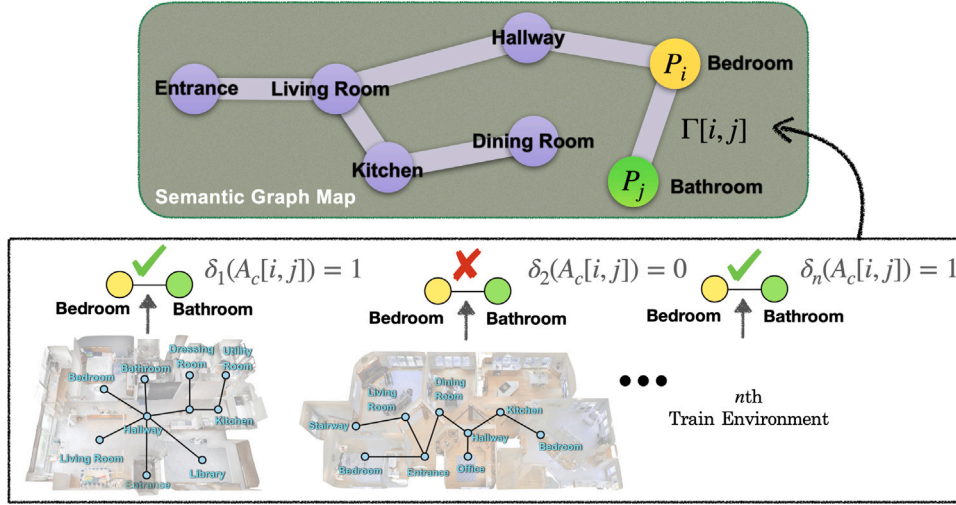 Hallway
P_i Bedroom
Entrance
Living Room
Γ[i, j]
Dining Room
Kitchen
P_j Bathroom
Semantic Graph Map
δ_1(A_c[i, j]) = 1
Bedroom Bathroom
δ_2(A_c[i, j]) = 0
Bedroom Bathroom
δ_n(A_c[i, j]) = 1
Bedroom Bathroom
Bedroom
Bathroom
Dressing
Room
Utility
Room
Hallway
Kitchen
Living Room
Library
Entrance
Living
Room
Dining
Room
Stairway
Kitchen
Hallway
Bedroom
Bedroom
Entrance
Office
nth
Train Environment